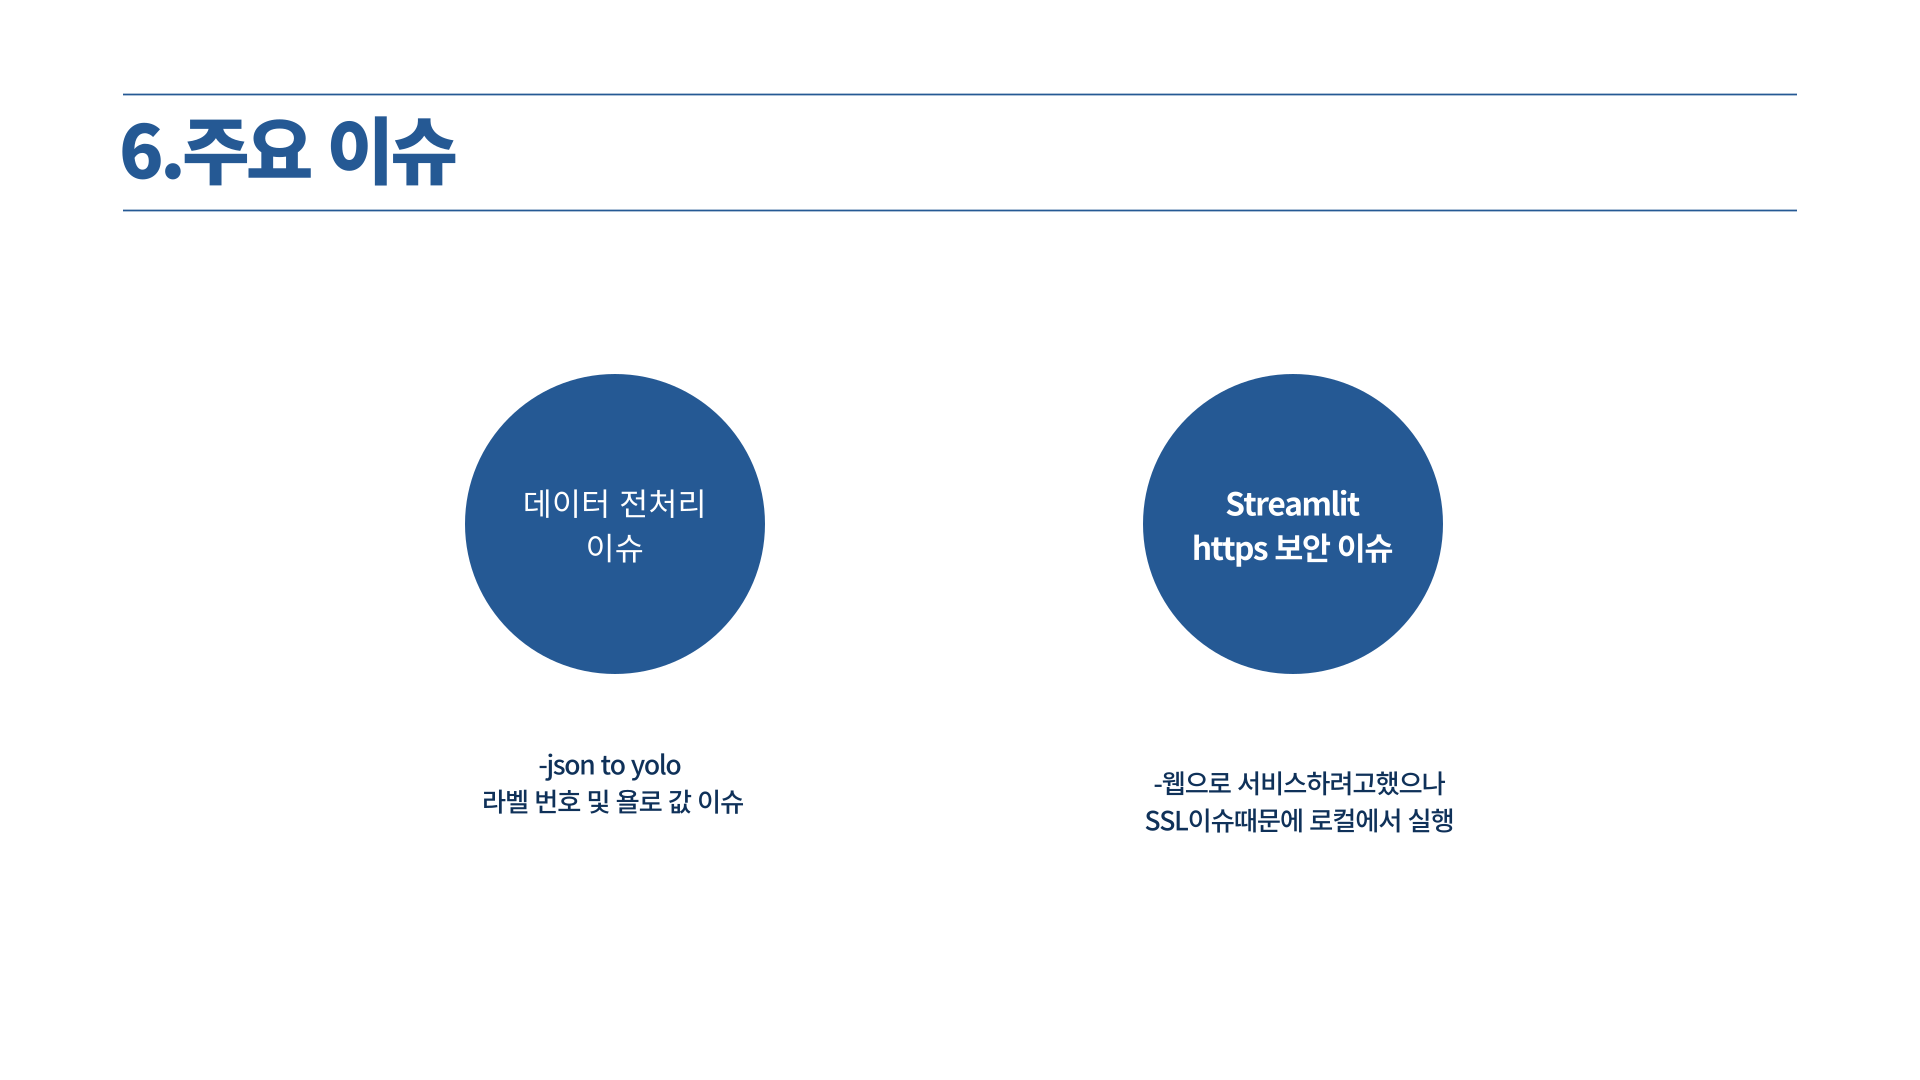 6.주요 이슈
데이터 전처리
이슈
-json to yolo
라벨 번호 및 욜로 값 이슈
Streamlit
https 보안 이슈
-웹으로 서비스하려고했으나
SSL이슈때문에 로컬에서 실행